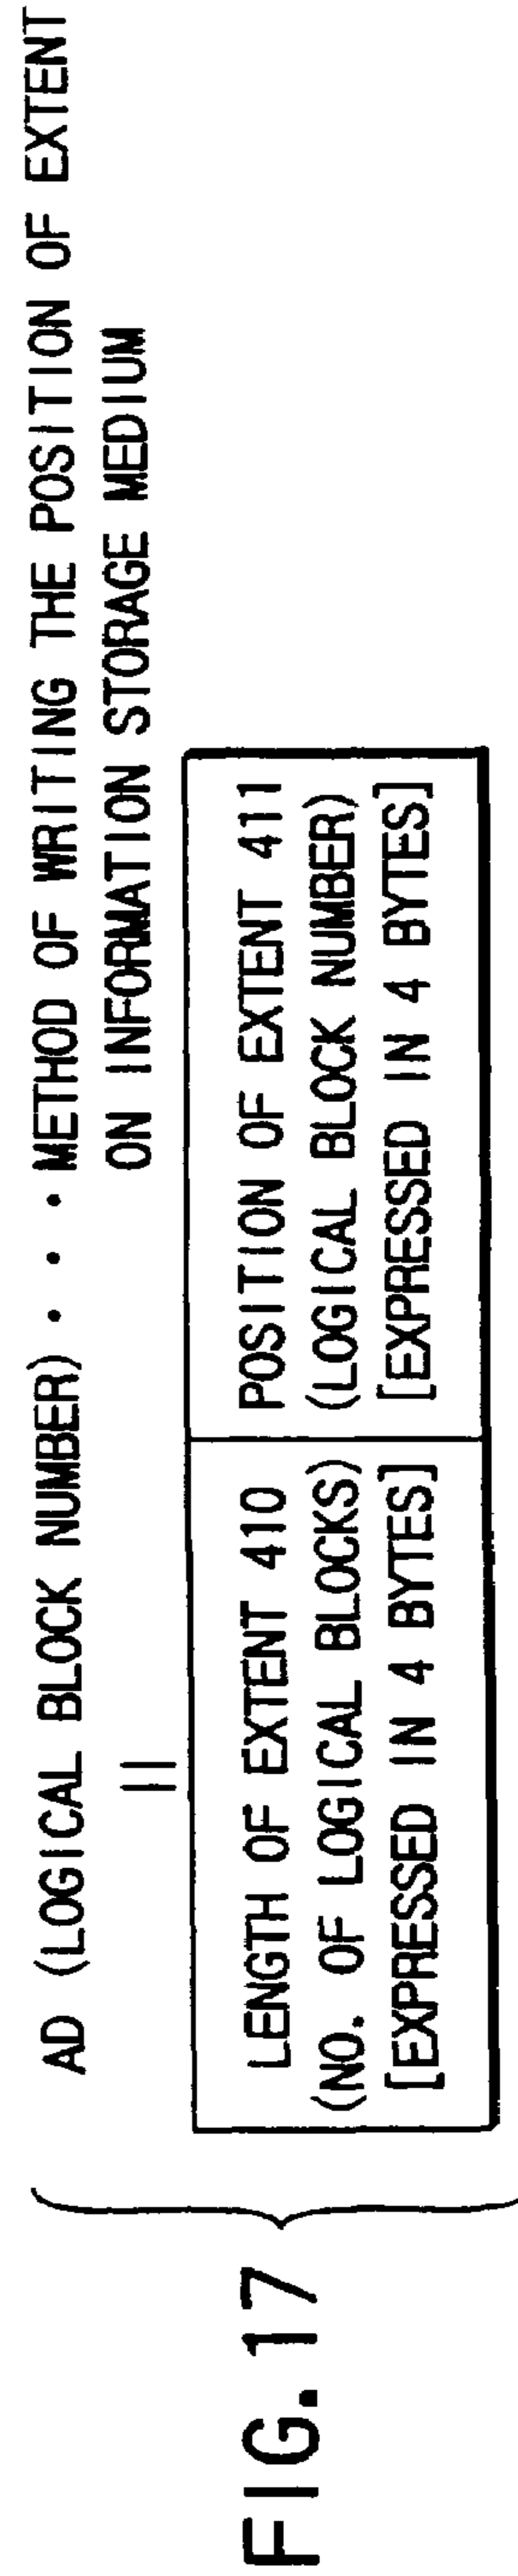 FIG. 17
AD (LOGICAL BLOCK NUMBER) · · · METHOD OF WRITING THE POSITION OF EXTENT
ON INFORMATION STORAGE MEDIUM
||
LENGTH OF EXTENT 410
(NO. OF LOGICAL BLOCKS)
[EXPRESSED IN 4 BYTES]
POSITION OF EXTENT 411
(LOGICAL BLOCK NUMBER)
[EXPRESSED IN 4 BYTES]